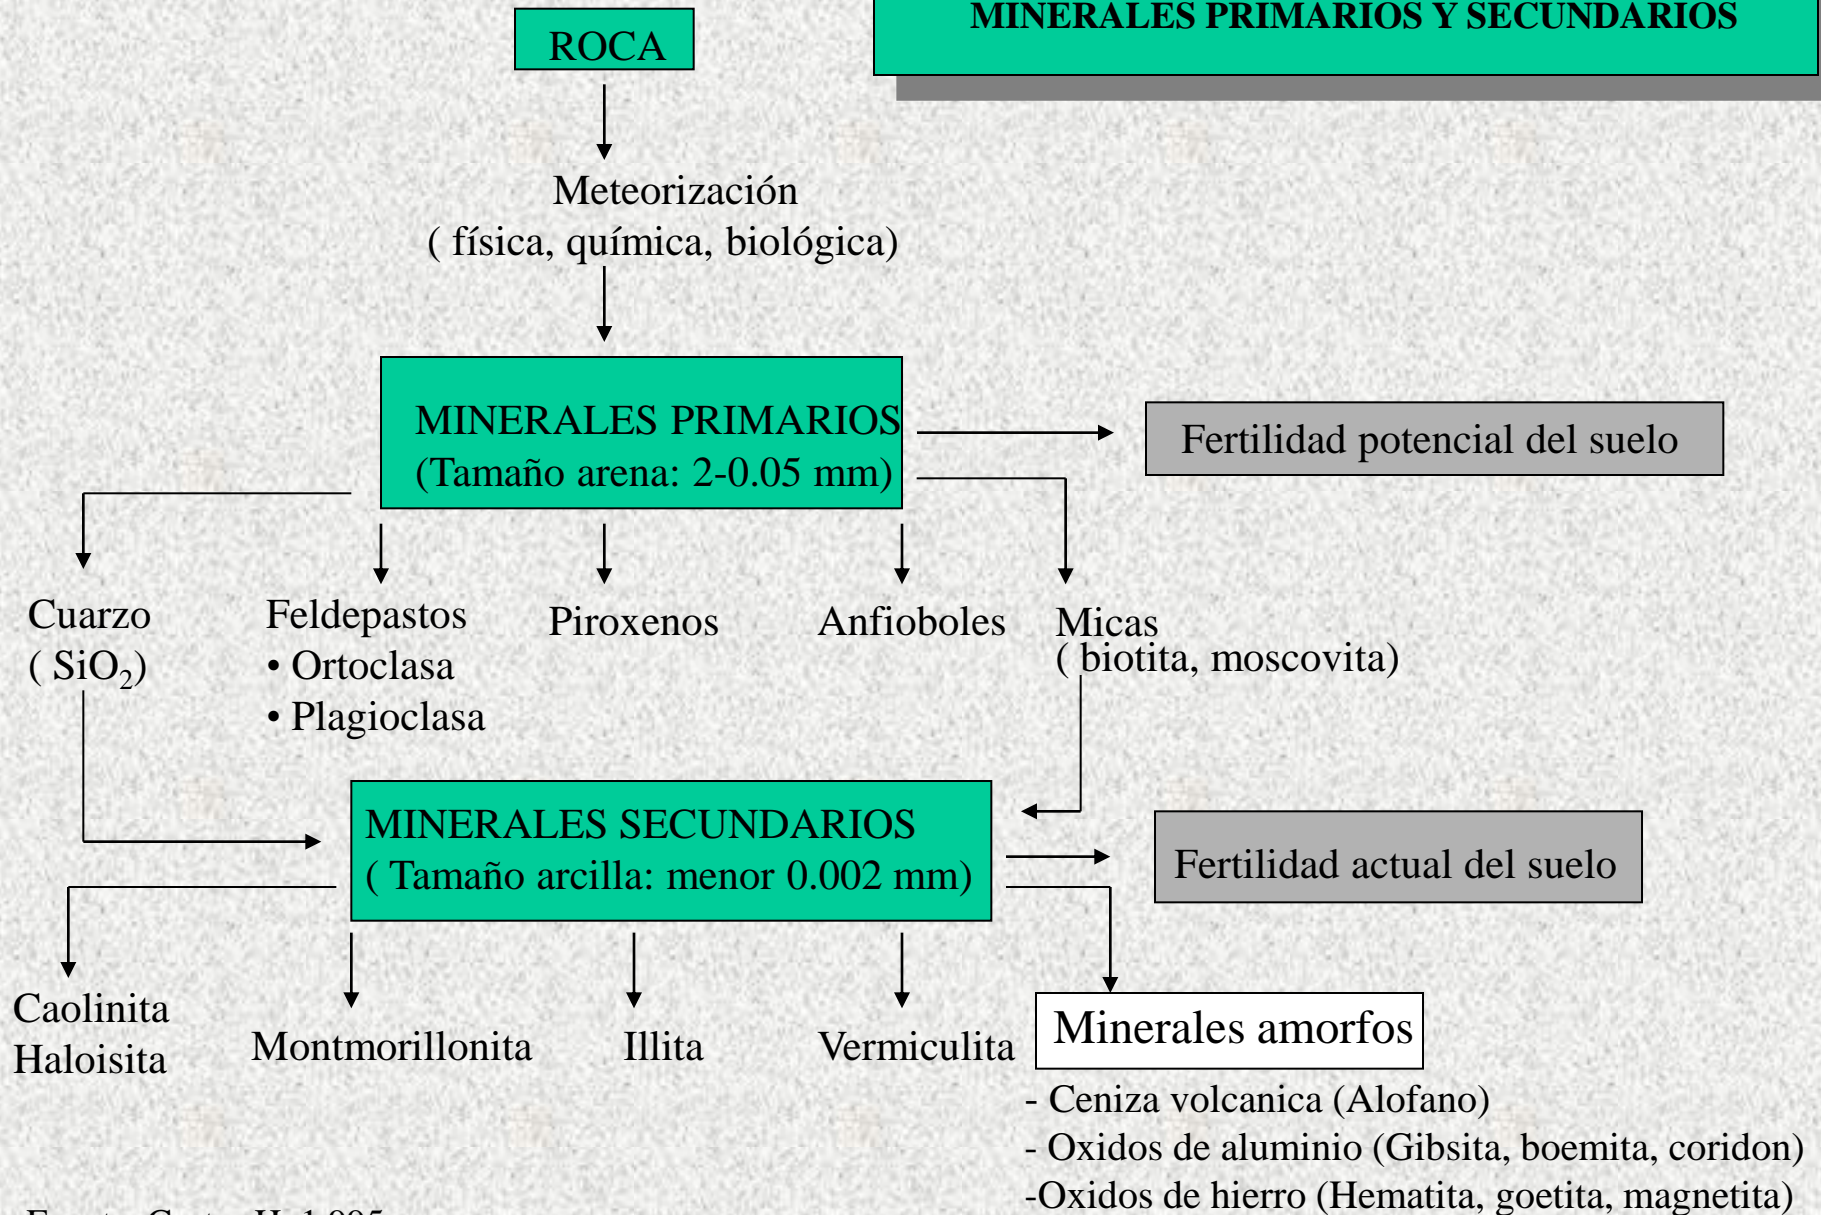 MINERALES PRIMARIOS Y SECUNDARIOS
ROCA
Meteorización
( física, química, biológica)
MINERALES PRIMARIOS
(Tamaño arena: 2-0.05 mm)
Fertilidad potencial del suelo
Cuarzo
( SiO₂)
Feldepastos
• Ortoclasa
• Plagioclasa
Piroxenos
Anfioboles
Micas
( biotita, moscovita)
MINERALES SECUNDARIOS
( Tamaño arcilla: menor 0.002 mm)
Fertilidad actual del suelo
Caolinita
Haloisita
Montmorillonita
Illita
Vermiculita
Minerales amorfos
- Ceniza volcanica (Alofano)
- Oxidos de aluminio (Gibsita, boemita, coridon)
-Oxidos de hierro (Hematita, goetita, magnetita)